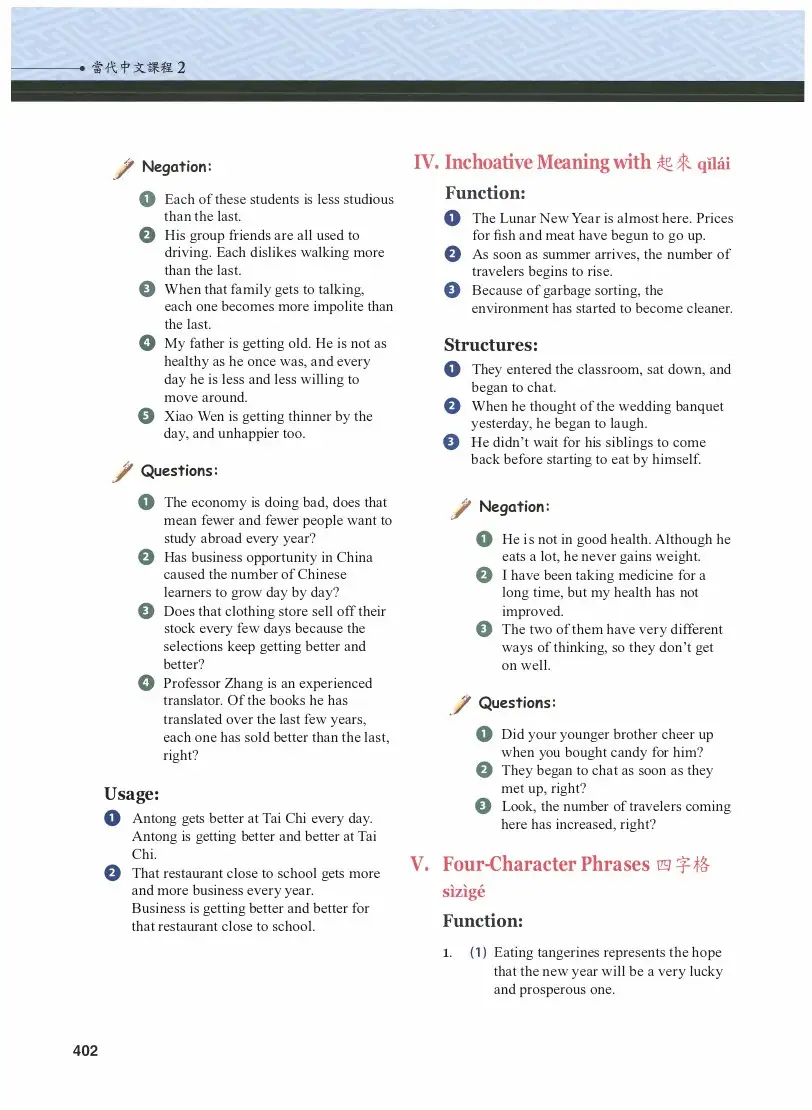 當代中文課程 2
Negation:
1 Each of these students is less studious
than the last.
2 His group friends are all used to
driving. Each dislikes walking more
than the last.
3 When that family gets to talking,
each one becomes more impolite than
the last.
4 My father is getting old. He is not as
healthy as he once was, and every
day he is less and less willing to
move around.
5 Xiao Wen is getting thinner by the
day, and unhappier too.
Questions:
1 The economy is doing bad, does that
mean fewer and fewer people want to
study abroad every year?
2 Has business opportunity in China
caused the number of Chinese
learners to grow day by day?
3 Does that clothing store sell off their
stock every few days because the
selections keep getting better and
better?
4 Professor Zhang is an experienced
translator. Of the books he has
translated over the last few years,
each one has sold better than the last,
right?
Usage:
1 Antong gets better at Tai Chi every day.
Antong is getting better and better at Tai
Chi.
2 That restaurant close to school gets more
and more business every year.
Business is getting better and better for
that restaurant close to school.
IV. Inchoative Meaning with 起來 qǐlái
Function:
1 The Lunar New Year is almost here. Prices
for fish and meat have begun to go up.
2 As soon as summer arrives, the number of
travelers begins to rise.
3 Because of garbage sorting, the
environment has started to become cleaner.
Structures:
1 They entered the classroom, sat down, and
began to chat.
2 When he thought of the wedding banquet
yesterday, he began to laugh.
3 He didn't wait for his siblings to come
back before starting to eat by himself.
Negation:
1 He is not in good health. Although he
eats a lot, he never gains weight.
2 I have been taking medicine for a
long time, but my health has not
improved.
3 The two of them have very different
ways of thinking, so they don't get
on well.
Questions:
1 Did your younger brother cheer up
when you bought candy for him?
2 They began to chat as soon as they
met up, right?
3 Look, the number of travelers coming
here has increased, right?
V. Four-Character Phrases 四字格
sìzìgé
Function:
1. (1) Eating tangerines represents the hope
that the new year will be a very lucky
and prosperous one.
402